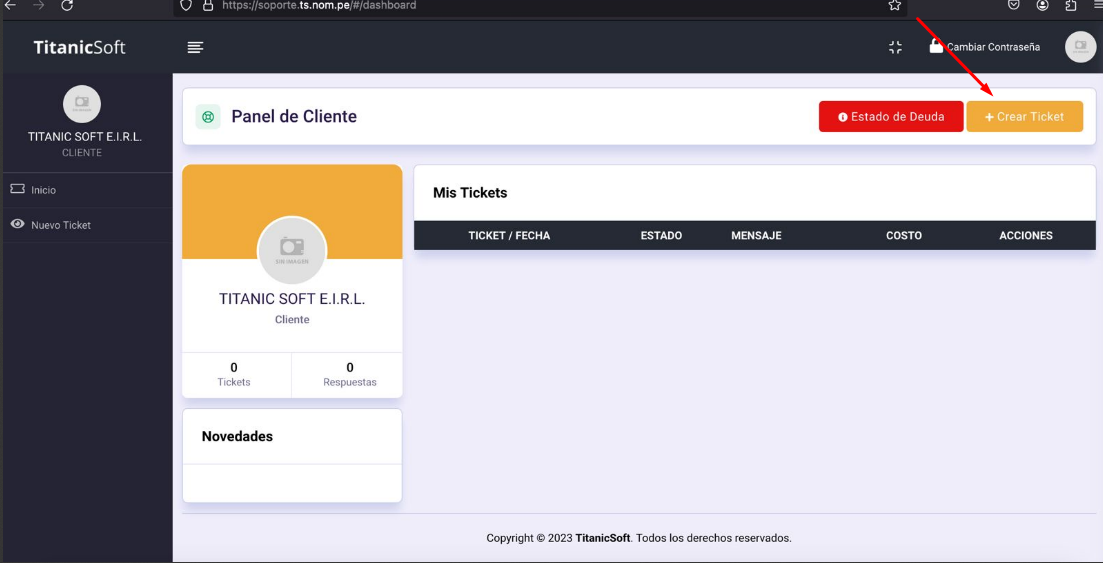 https://soporte.ts.nom.pe/#/dashboard
TitanicSoft
Cambiar Contraseña
TITANIC SOFT E.I.R.L.
CLIENTE
Inicio
Nuevo Ticket
Panel de Cliente
Estado de Deuda
+ Crear Ticket
SIN IMAGEN
TITANIC SOFT E.I.R.L.
Cliente
0 0
Tickets Respuestas
Novedades
Mis Tickets
TICKET / FECHA ESTADO MENSAJE COSTO ACCIONES
Copyright © 2023 TitanicSoft. Todos los derechos reservados.